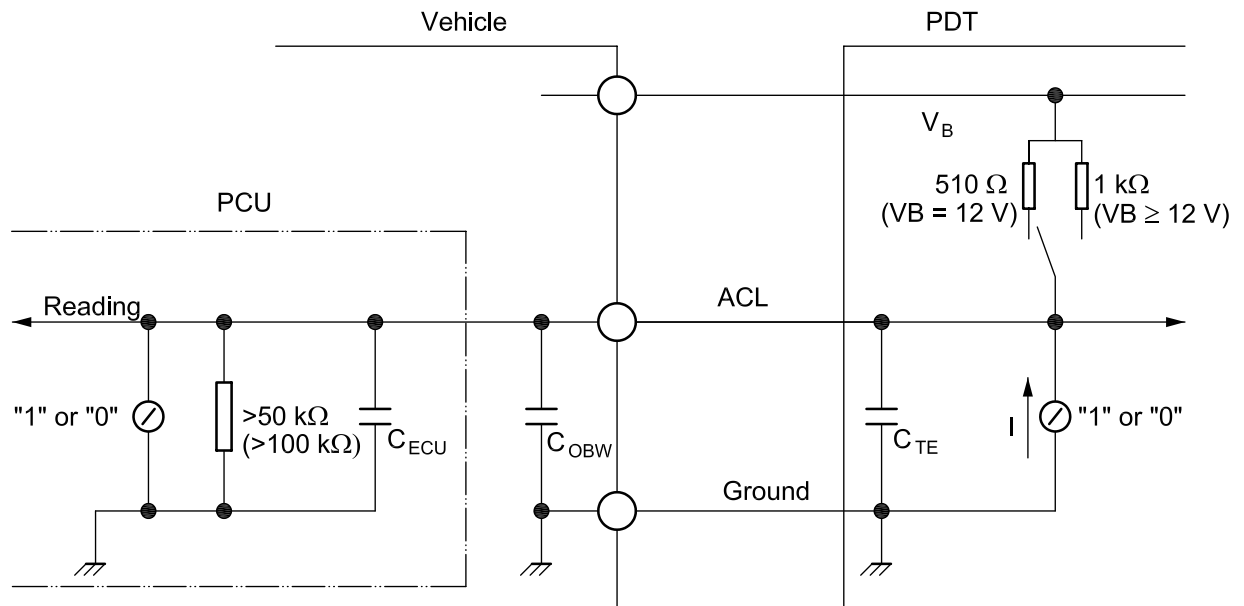 Vehicle
PDT
V_B
510 Ω
(VB = 12 V)
1 kΩ
(VB ≥ 12 V)
PCU
Reading
ACL
"1" or "0"
>50 kΩ
(>100 kΩ)
C_ECU
C_OBW
C_TE
I
"1" or "0"
Ground